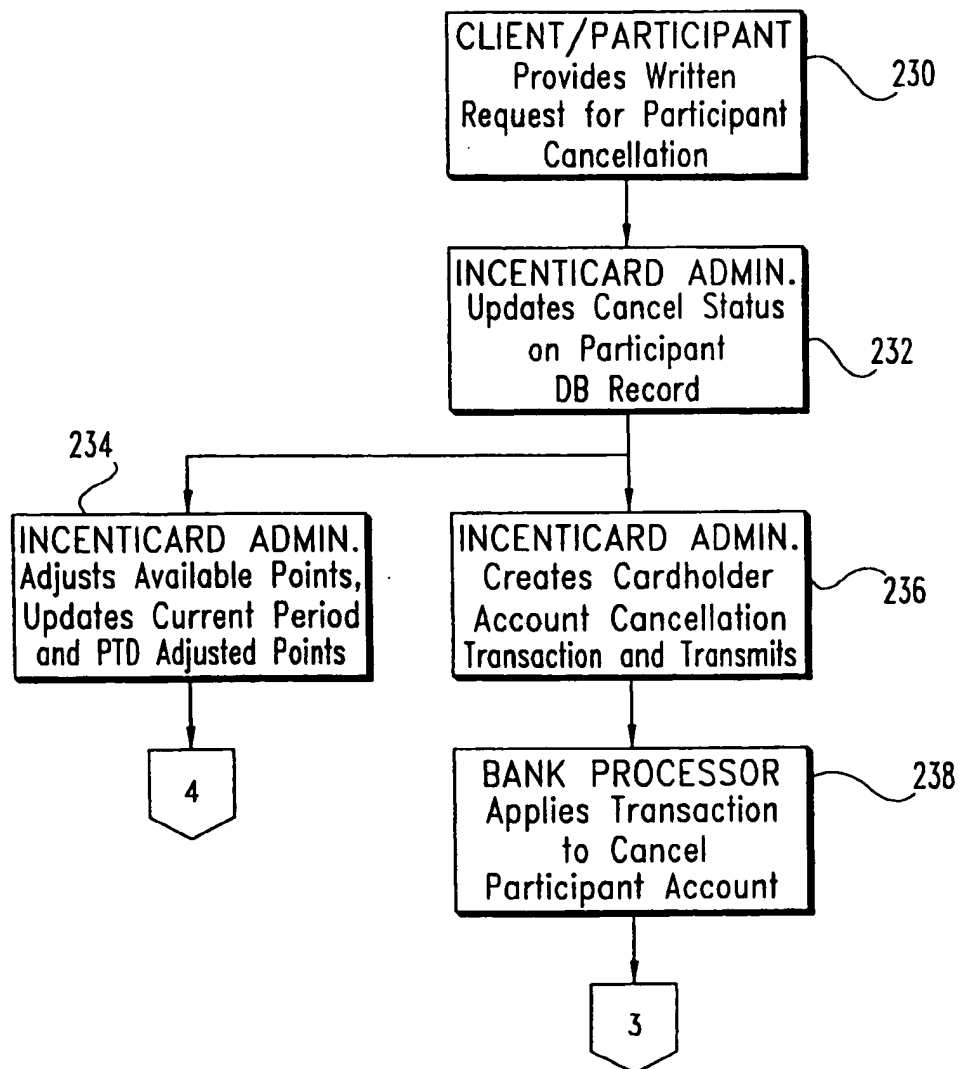 CLIENT/PARTICIPANT
Provides Written
Request for Participant
Cancellation
230
INCENTICARD ADMIN.
Updates Cancel Status
on Participant
DB Record
232
234
INCENTICARD ADMIN.
Adjusts Available Points,
Updates Current Period
and PTD Adjusted Points
INCENTICARD ADMIN.
Creates Cardholder
Account Cancellation
Transaction and Transmits
236
4
BANK PROCESSOR
Applies Transaction
to Cancel
Participant Account
238
3